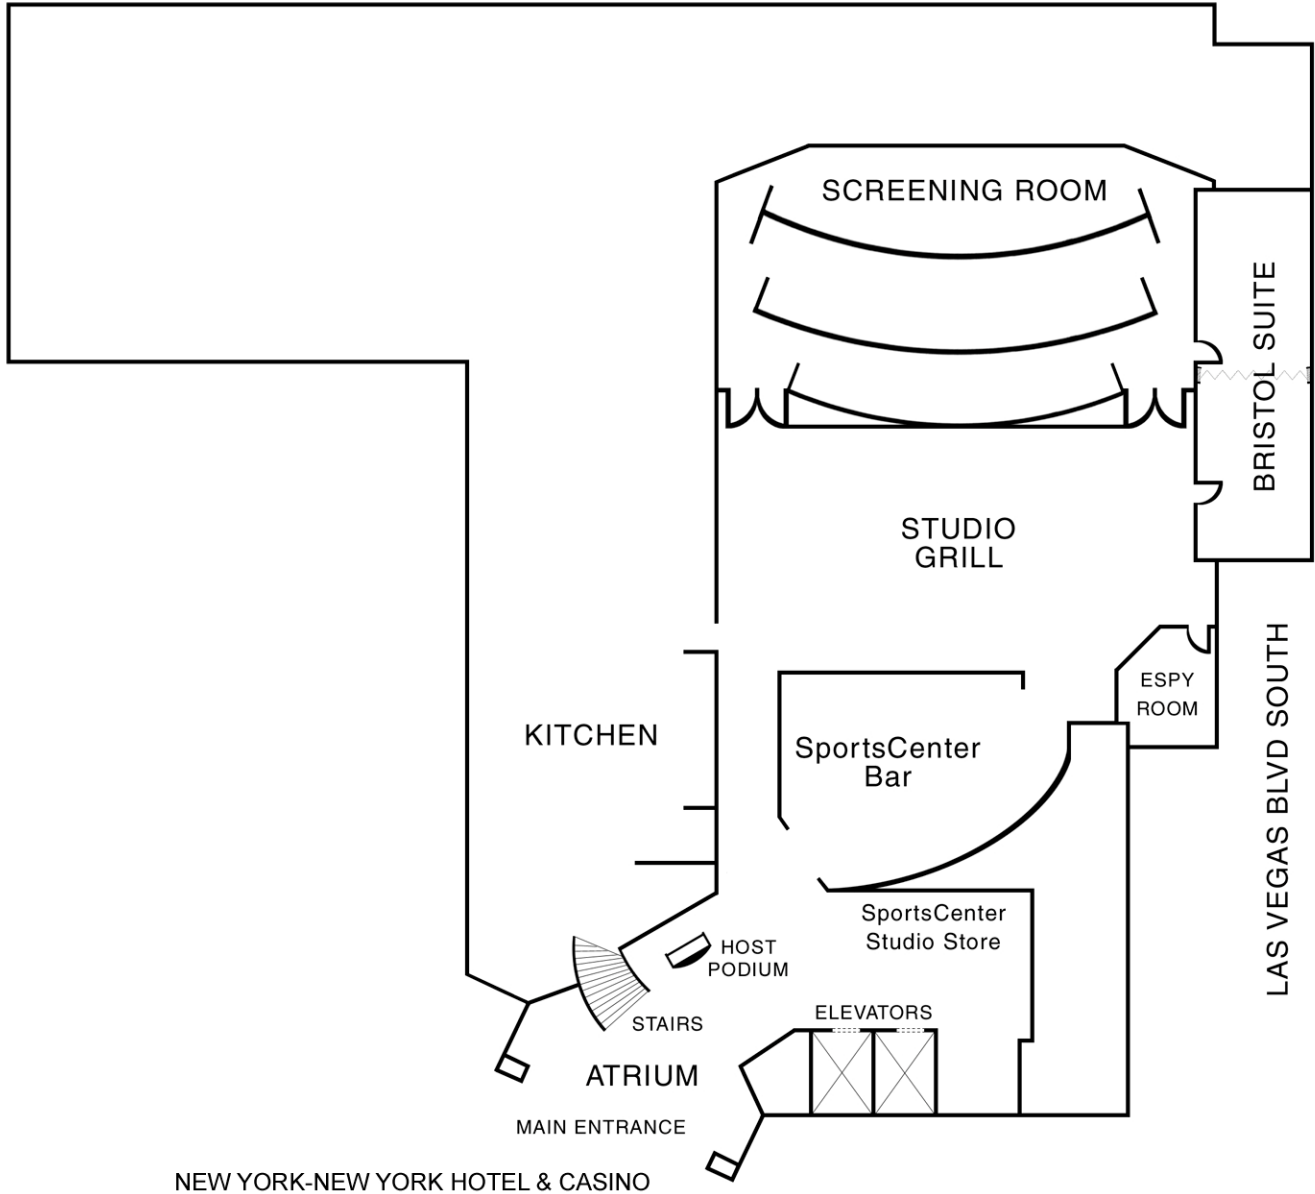 SCREENING ROOM
BRISTOL SUITE
STUDIO
GRILL
ESPY
ROOM
KITCHEN
SportsCenter
Bar
LAS VEGAS BLVD SOUTH
SportsCenter
Studio Store
HOST
PODIUM
ELEVATORS
STAIRS
ATRIUM
MAIN ENTRANCE
NEW YORK-NEW YORK HOTEL & CASINO